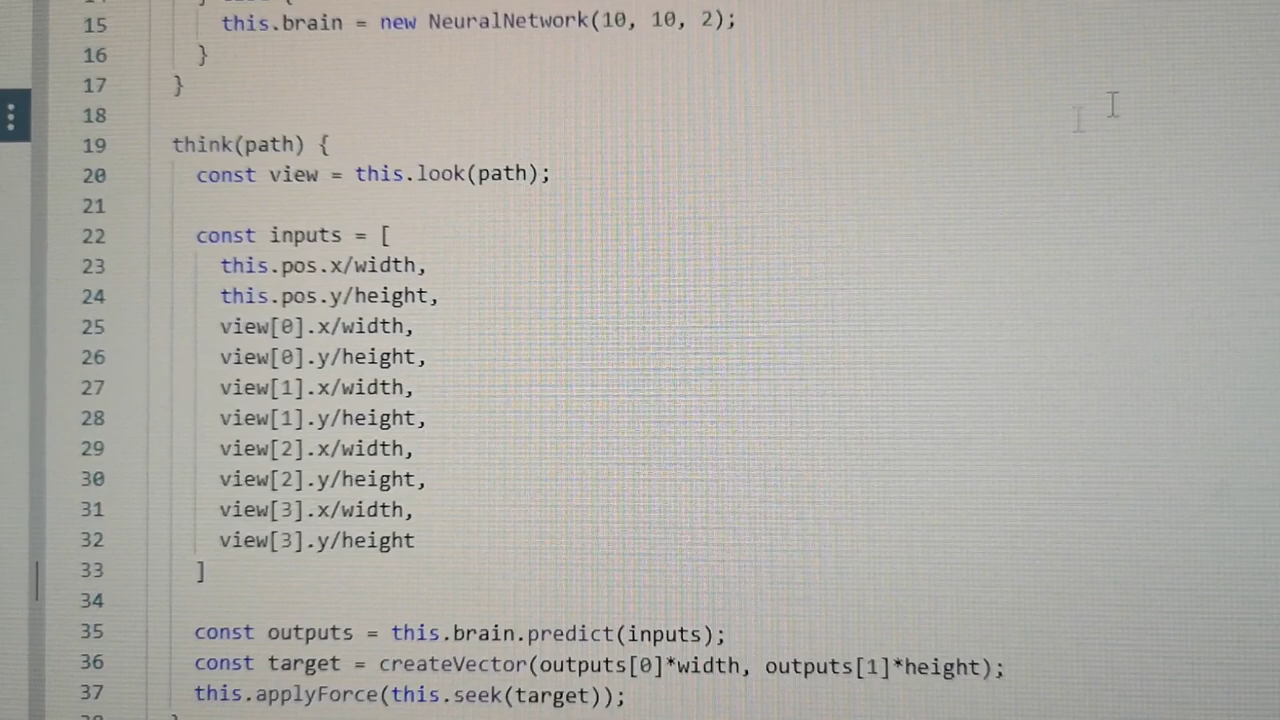 15 this.brain = new NeuralNetwork(10, 10, 2);
16 }
17 }
18
19 think(path) {
20 const view = this.look(path);
21
22 const inputs = [
23 this.pos.x/width,
24 this.pos.y/height,
25 view[0].x/width,
26 view[0].y/height,
27 view[1].x/width,
28 view[1].y/height,
29 view[2].x/width,
30 view[2].y/height,
31 view[3].x/width,
32 view[3].y/height
33 ]
34
35 const outputs = this.brain.predict(inputs);
36 const target = createVector(outputs[0]*width, outputs[1]*height);
37 this.applyForce(this.seek(target));